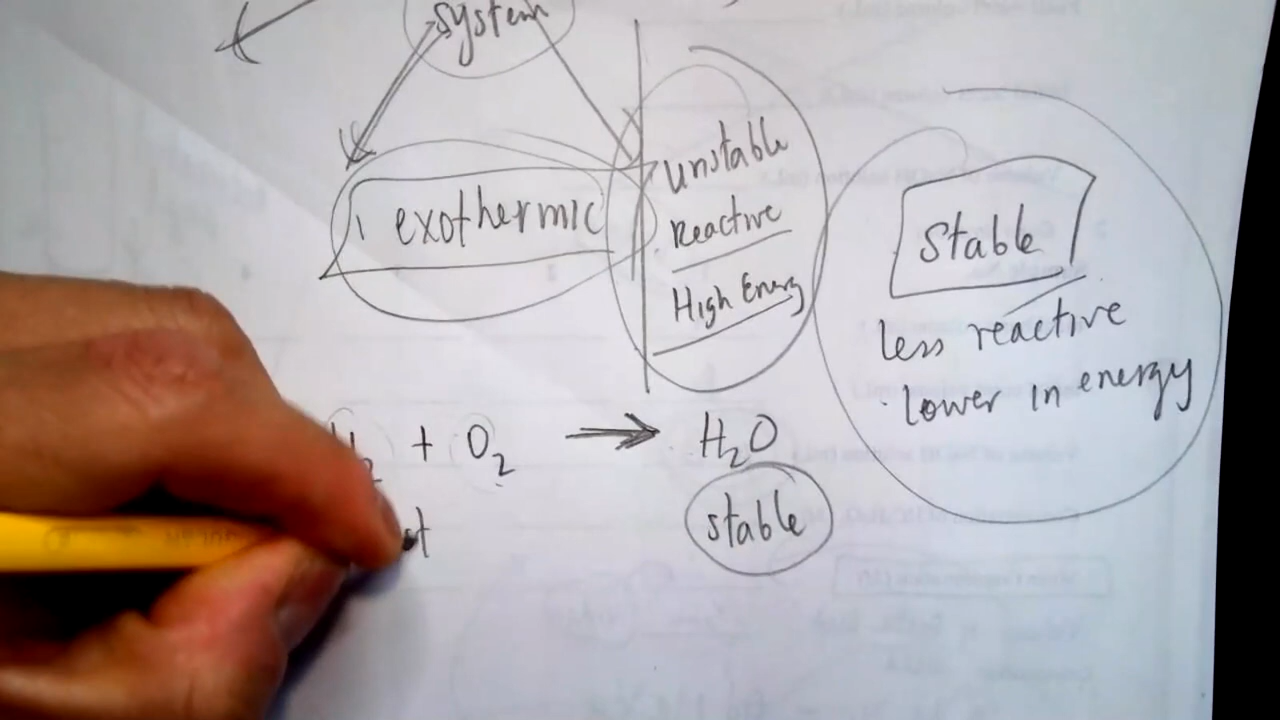 system
exothermic
Unstable
Reactive
High Energy
Stable
less reactive
lower in energy
+ O2 → H2O
stable